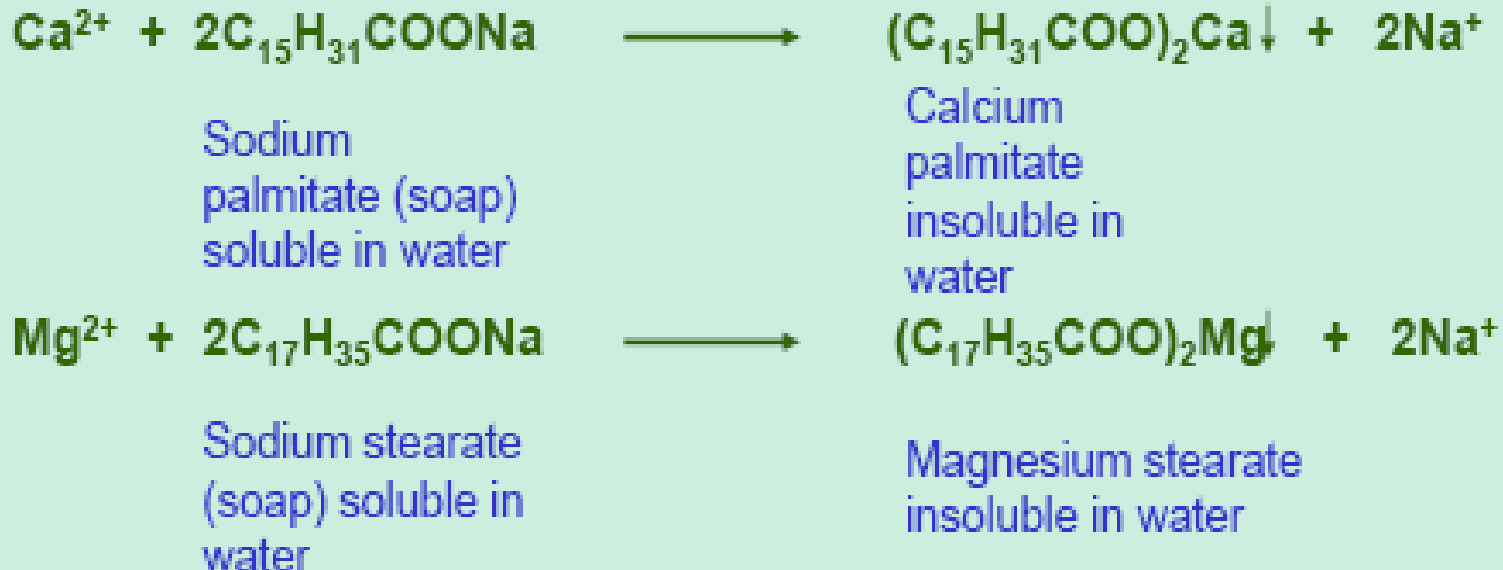 Ca²⁺ + 2C₁₅H₃₁COONa ⟶ (C₁₅H₃₁COO)₂Ca↓ + 2Na⁺
Sodium
palmitate (soap)
soluble in water
Calcium
palmitate
insoluble in
water
Mg²⁺ + 2C₁₇H₃₅COONa ⟶ (C₁₇H₃₅COO)₂Mg↓ + 2Na⁺
Sodium stearate
(soap) soluble in
water
Magnesium stearate
insoluble in water